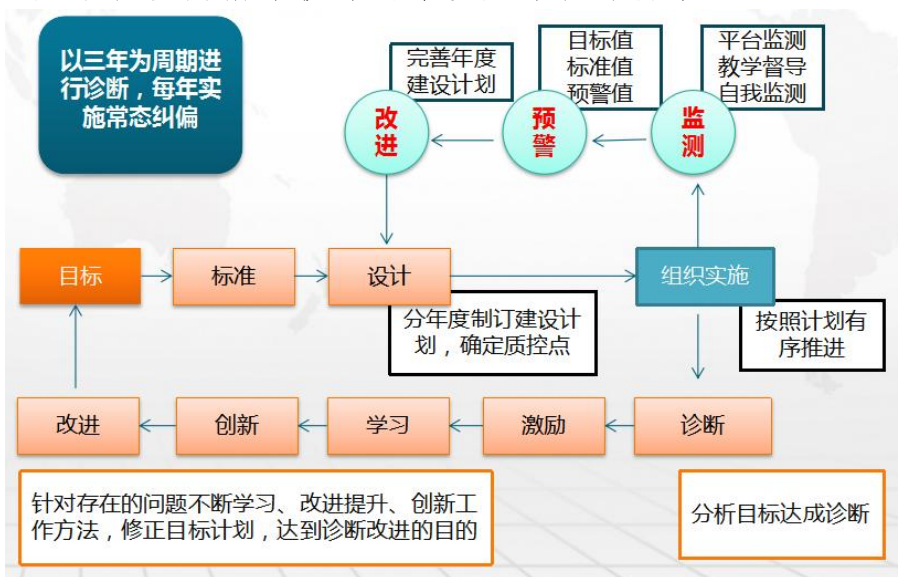 以三年为周期进
行诊断，每年实
施常态纠偏
完善年度
建设计划
目标值
标准值
预警值
平台监测
教学督导
自我监测
改
进
预
警
监
测
目标
标准
设计
组织实施
分年度制订建设计
划，确定质控点
按照计划有
序推进
改进
创新
学习
激励
诊断
针对存在的问题不断学习、改进提升、创新工
作方法，修正目标计划，达到诊断改进的目的
分析目标达成诊断